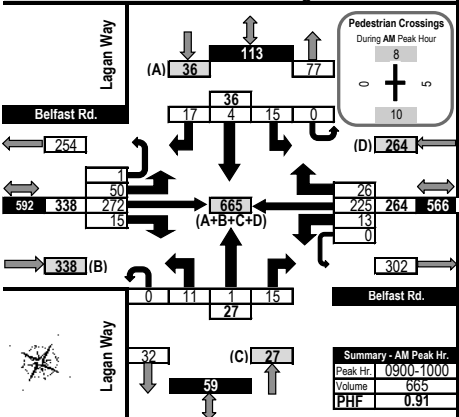 Lagan Way
Pedestrian Crossings
During AM Peak Hour
8
0
5
10
113
(A) 36
77
36
17 4 15 0
Belfast Rd.
254
(D) 264
1
50
592 338 272
15
665
(A+B+C+D)
26
225 264 566
13
0
338 (B)
302
0 11 1 15
27
Belfast Rd.
Lagan Way
32
(C) 27
59
Summary - AM Peak Hr.
Peak Hr. 0900-1000
Volume 665
PHF 0.91